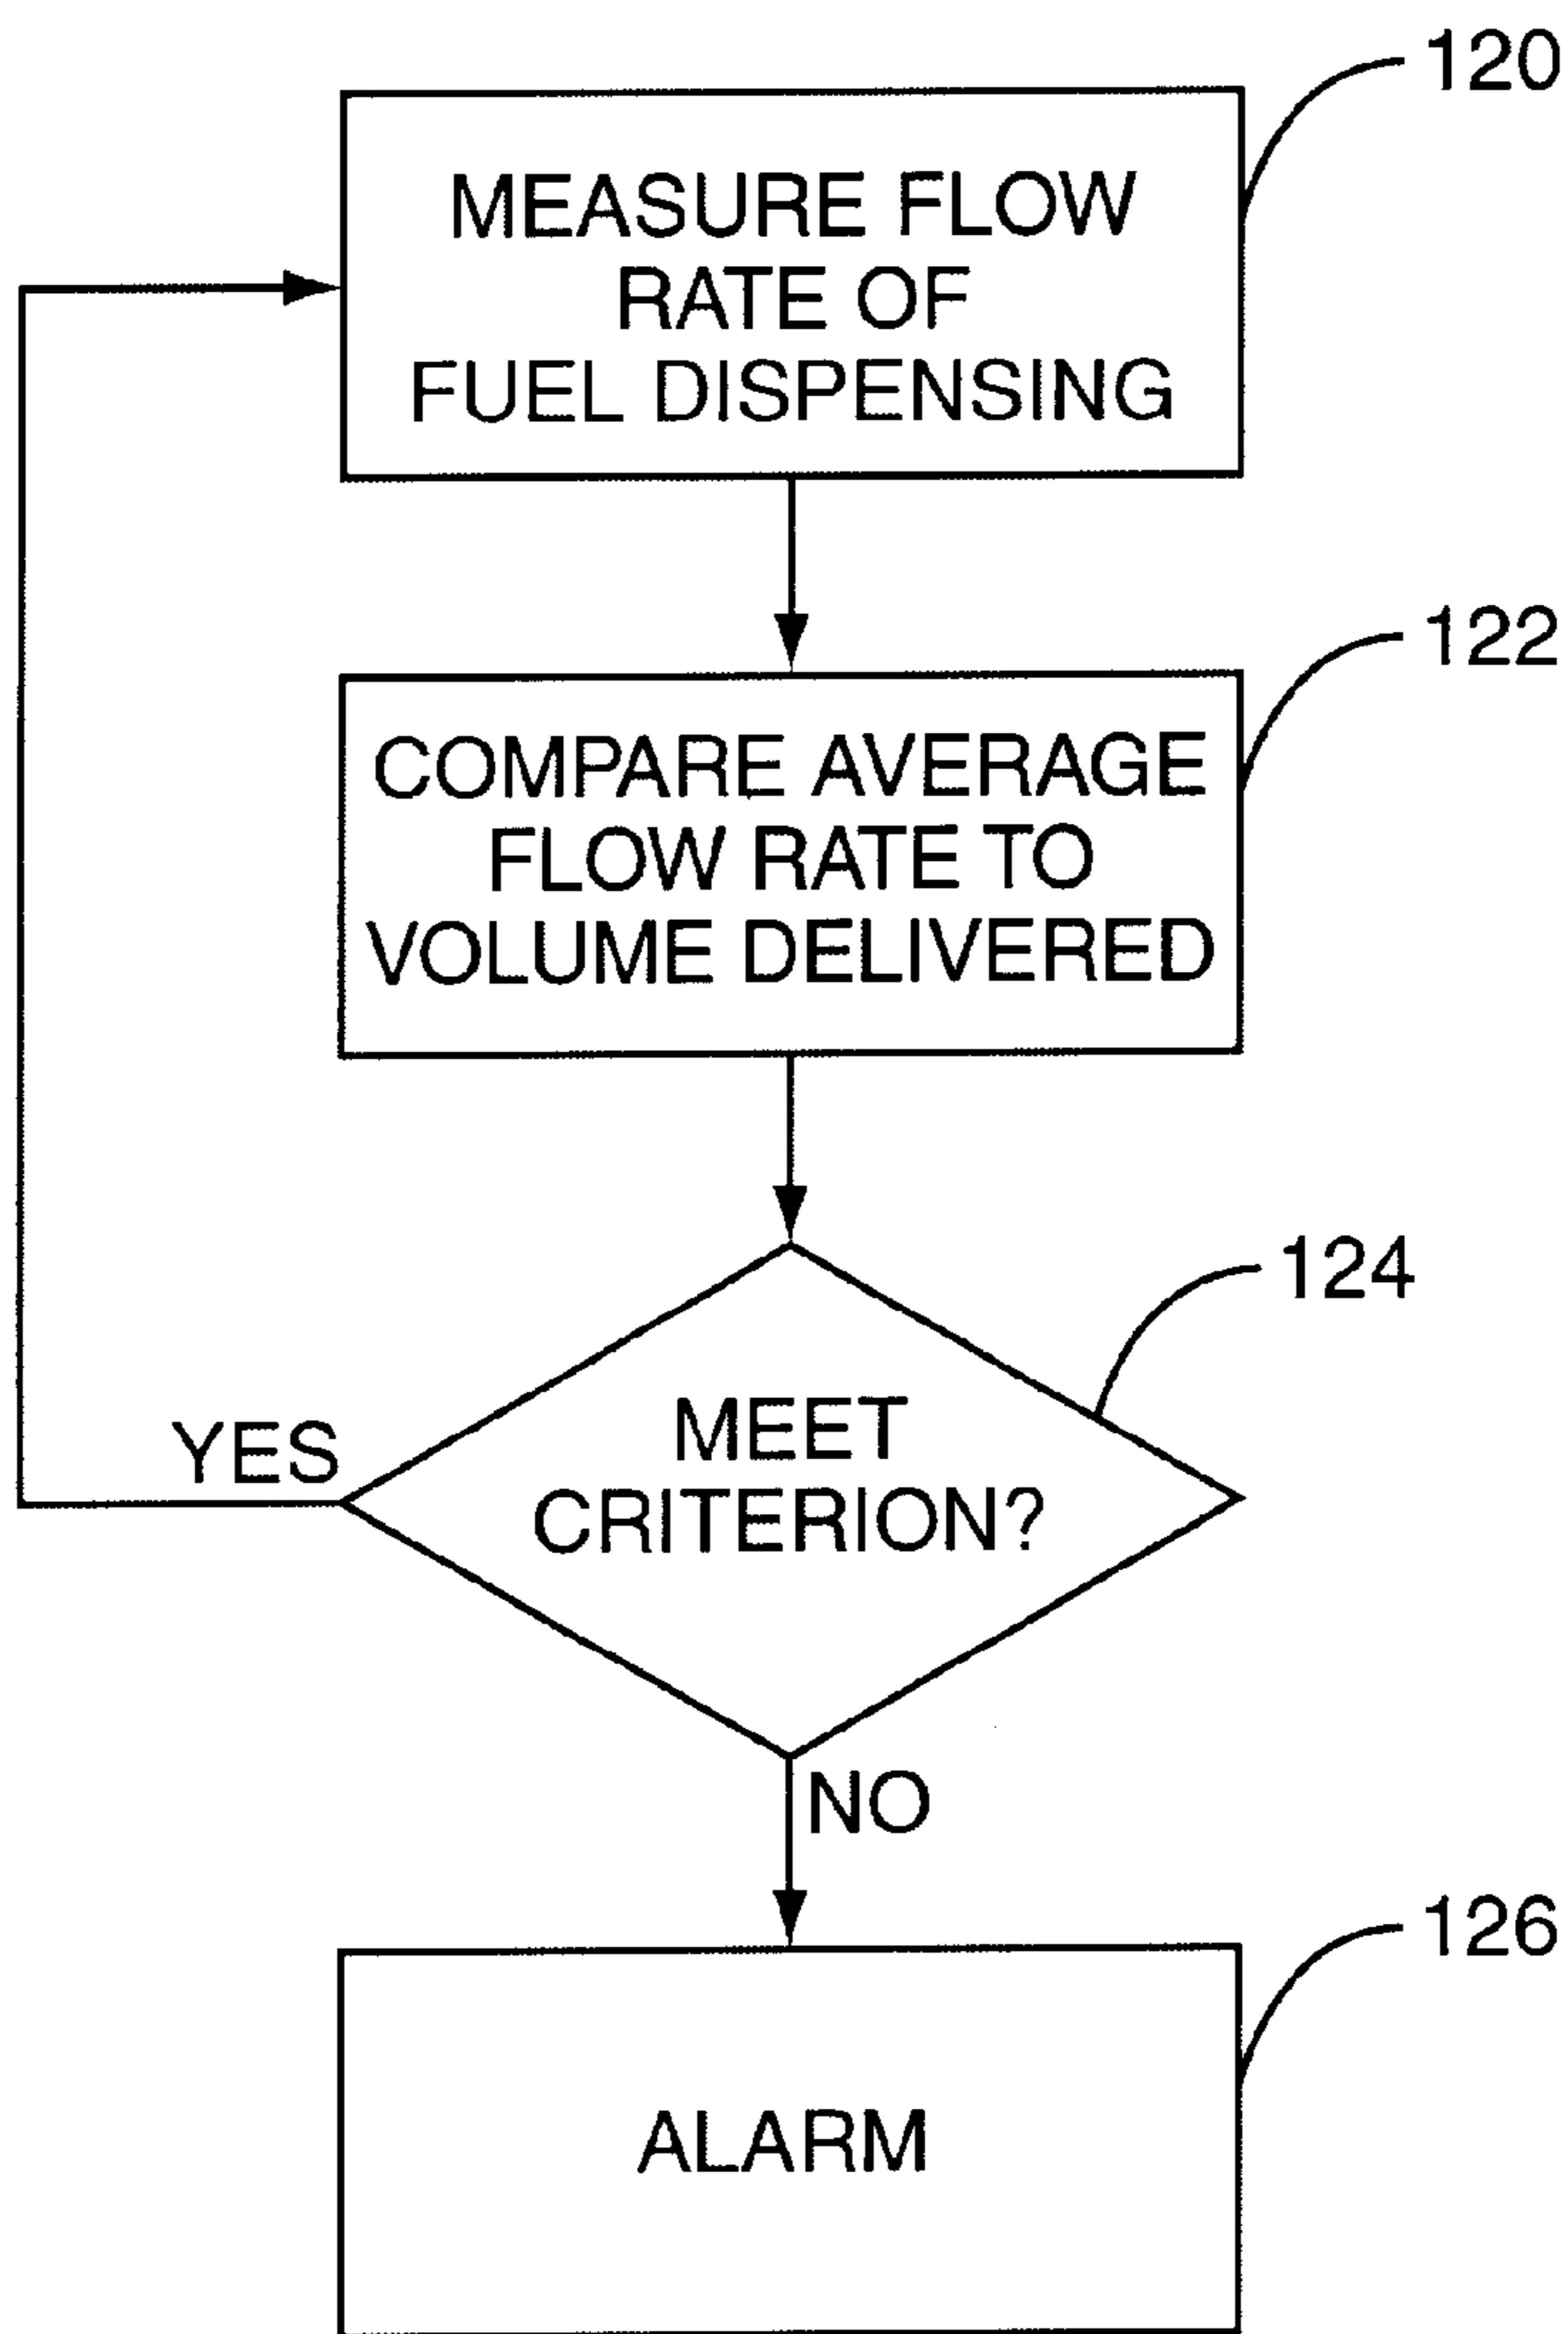 120
MEASURE FLOW
RATE OF
FUEL DISPENSING
122
COMPARE AVERAGE
FLOW RATE TO
VOLUME DELIVERED
124
MEET
CRITERION?
YES
NO
126
ALARM